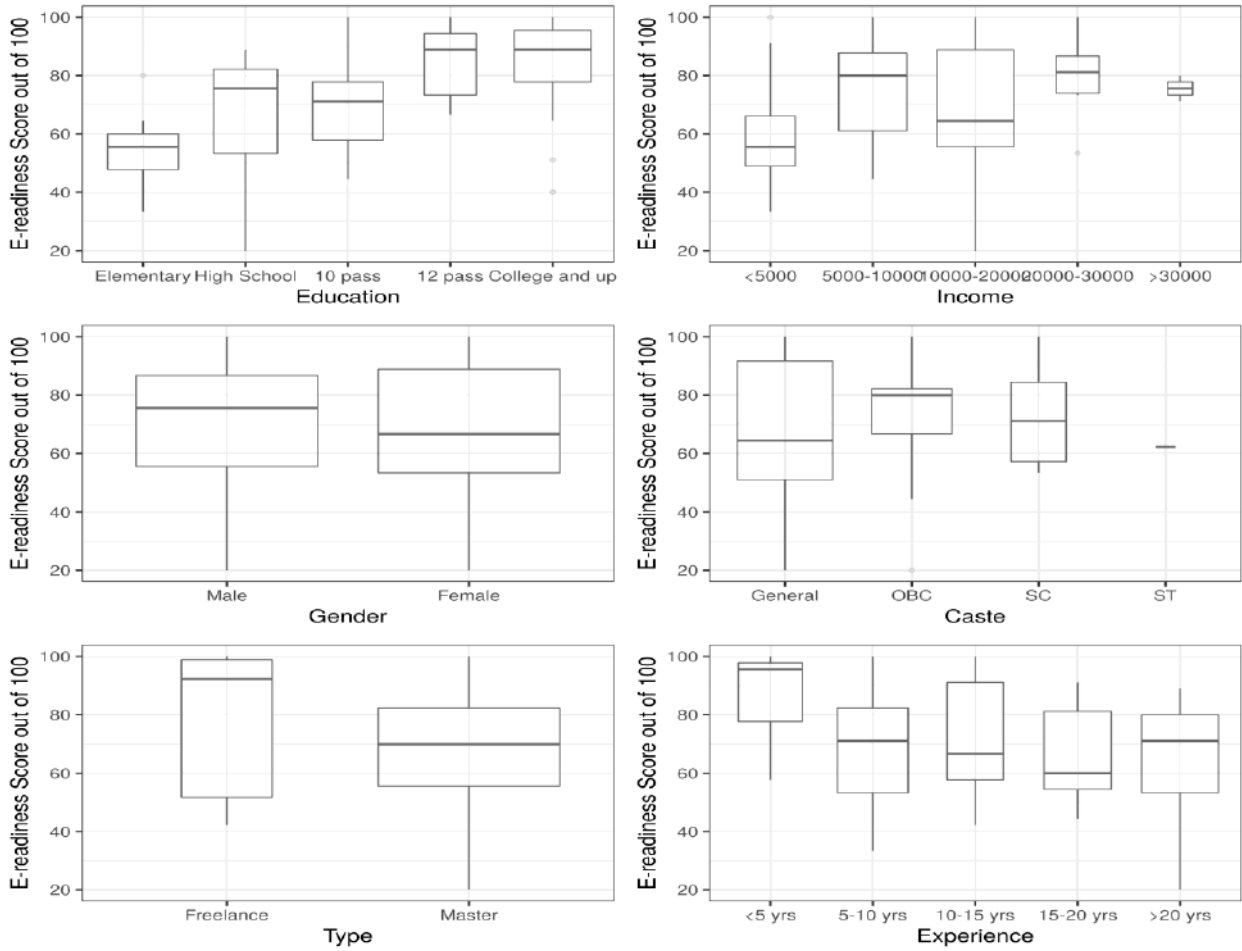 E-readiness Score out of 100
100
80
60
40
20
Elementary High School 10 pass 12 pass College and up
Education
E-readiness Score out of 100
100
80
60
40
20
<5000 5000-10000 10000-20000 20000-30000 >30000
Income
E-readiness Score out of 100
100
80
60
40
20
Male Female
Gender
E-readiness Score out of 100
100
80
60
40
20
General OBC SC ST
Caste
E-readiness Score out of 100
100
80
60
40
20
Freelance Master
Type
E-readiness Score out of 100
100
80
60
40
20
<5 yrs 5-10 yrs 10-15 yrs 15-20 yrs >20 yrs
Experience